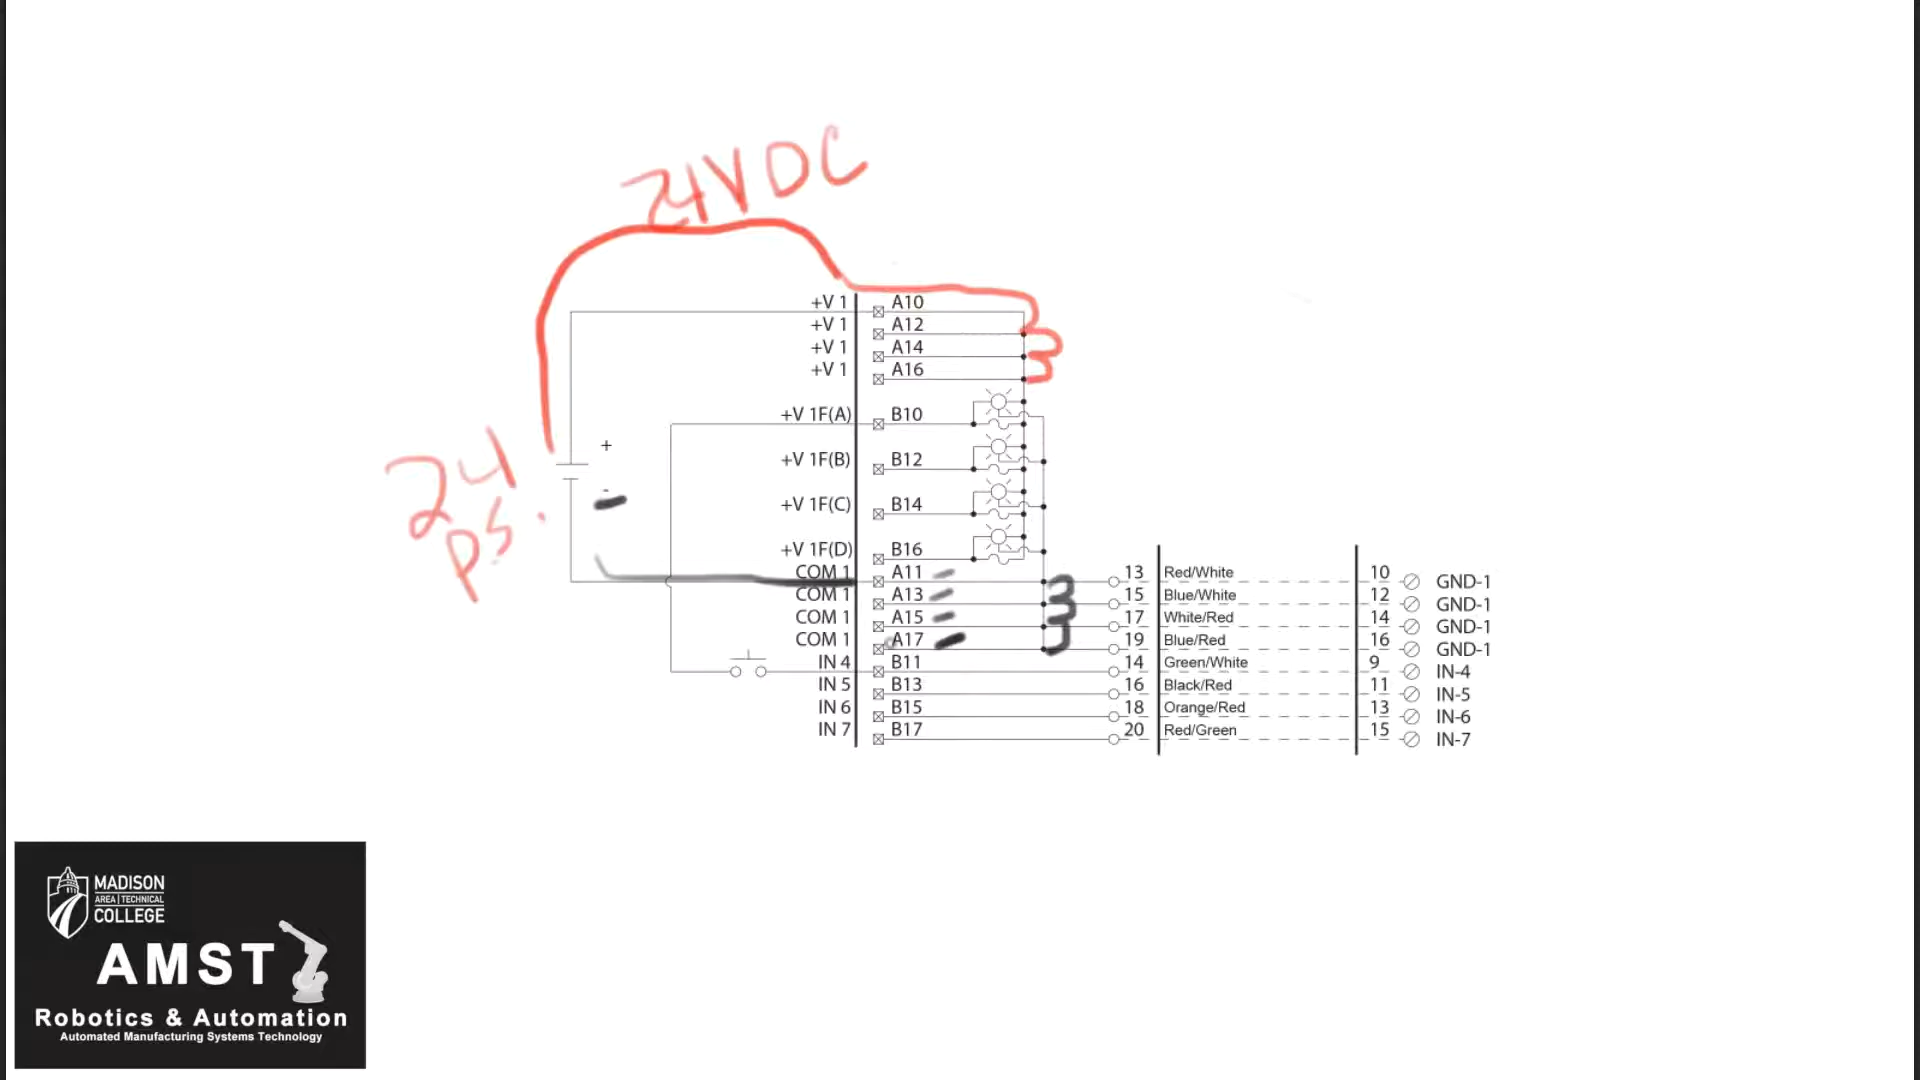 24VDC
+V 1 A10
+V 1 A12
+V 1 A14
+V 1 A16
+V 1F(A) B10
+
24
+V 1F(B) B12
-
ps.
+V 1F(C) B14
+V 1F(D) B16
COM 1 A11 13 Red/White 10 GND-1
COM 1 A13 15 Blue/White 12 GND-1
COM 1 A15 17 White/Red 14 GND-1
COM 1 A17 19 Blue/Red 16 GND-1
IN 4 B11 14 Green/White 9 IN-4
IN 5 B13 16 Black/Red 11 IN-5
IN 6 B15 18 Orange/Red 13 IN-6
IN 7 B17 20 Red/Green 15 IN-7
MADISON
AREA | TECHNICAL
COLLEGE
AMST
Robotics & Automation
Automated Manufacturing Systems Technology